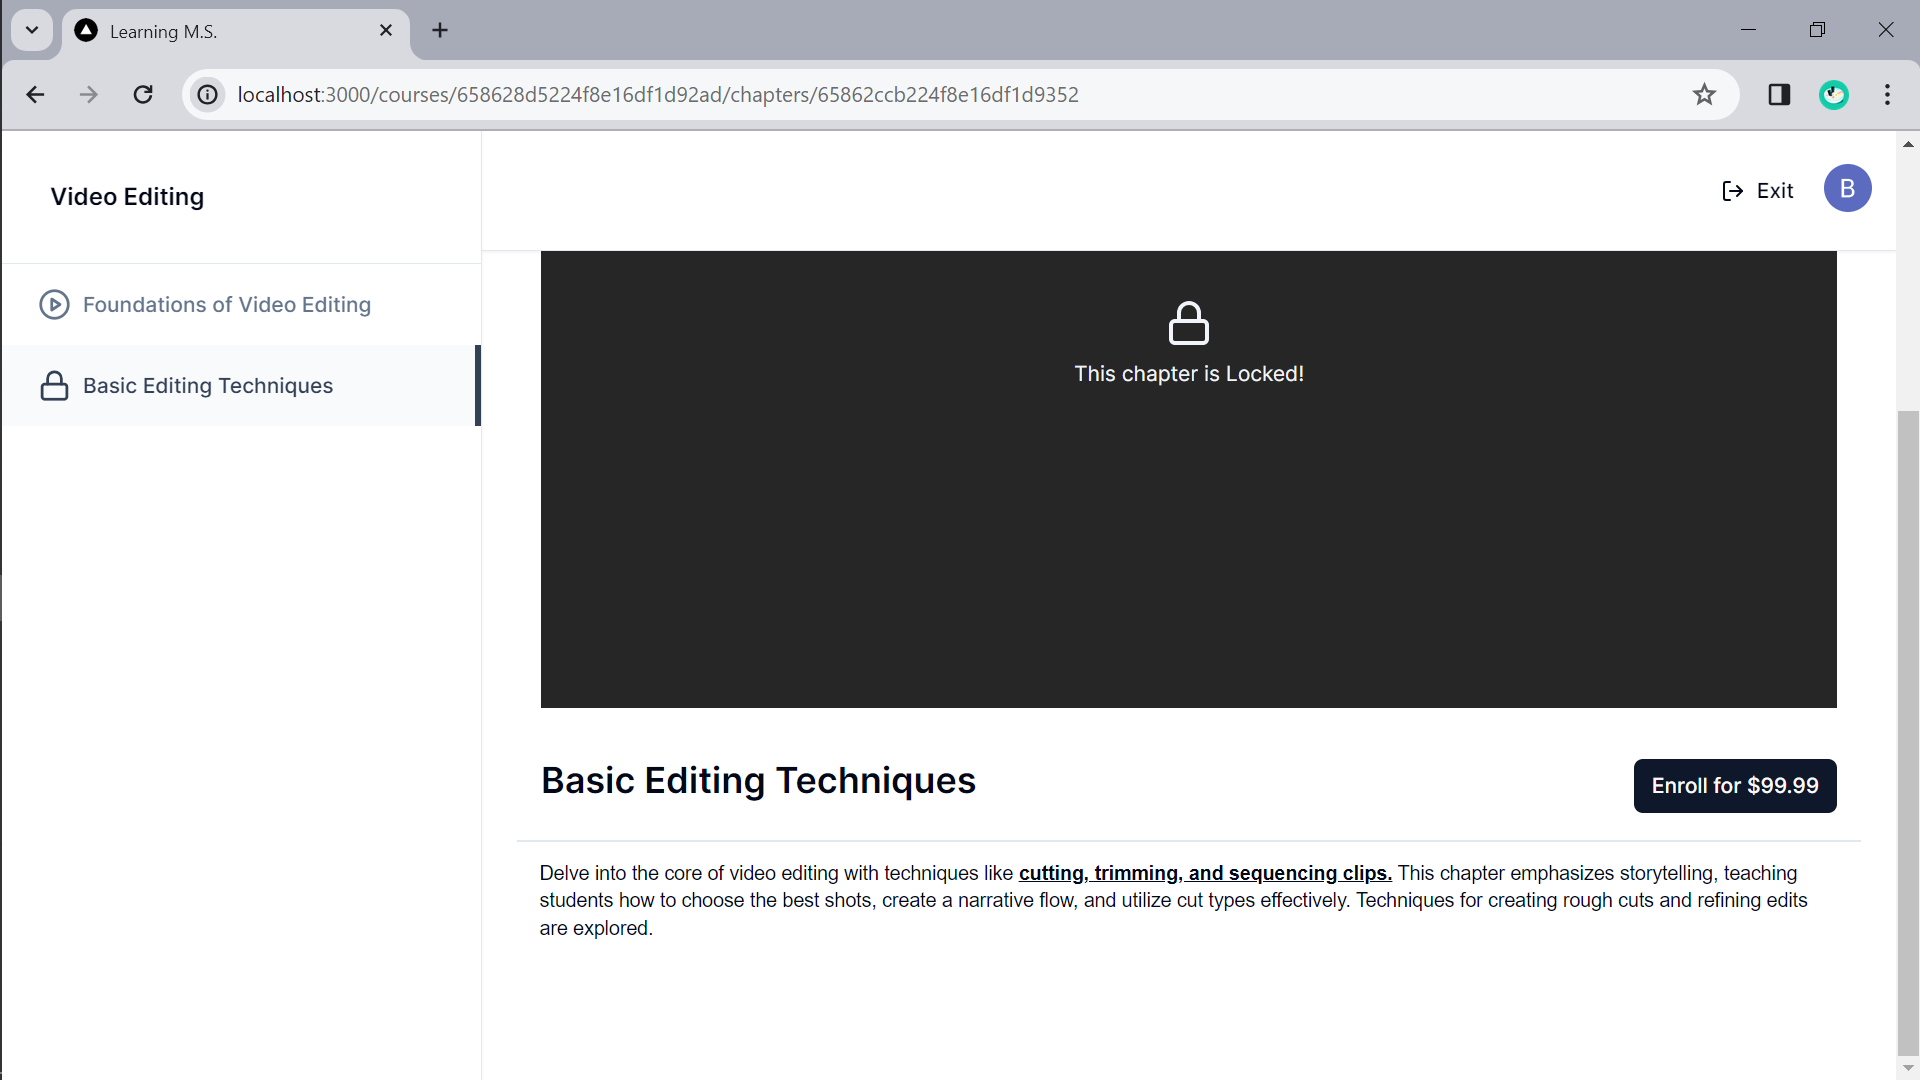 Learning M.S.
localhost:3000/courses/658628d5224f8e16df1d92ad/chapters/65862ccb224f8e16df1d9352
Video Editing
Exit
B
Foundations of Video Editing
Basic Editing Techniques
This chapter is Locked!
Basic Editing Techniques
Enroll for $99.99
Delve into the core of video editing with techniques like cutting, trimming, and sequencing clips. This chapter emphasizes storytelling, teaching
students how to choose the best shots, create a narrative flow, and utilize cut types effectively. Techniques for creating rough cuts and refining edits
are explored.